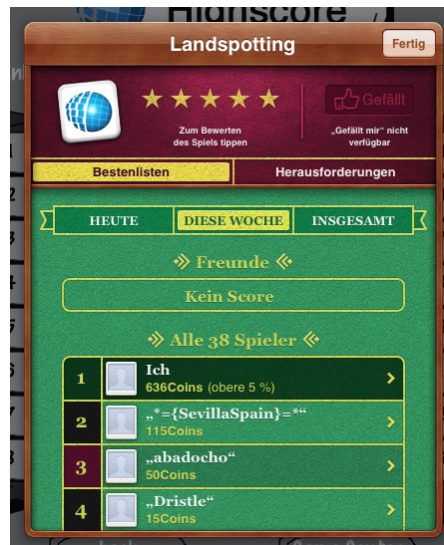 Highscore
Landspotting
Fertig
Gefällt
Zum Bewerten
des Spiels tippen
„Gefällt mir“ nicht
verfügbar
Bestenlisten
Herausforderungen
HEUTE
DIESE WOCHE
INSGESAMT
Freunde
Kein Score
Alle 38 Spieler
1
Ich
636Coins (obere 5 %)
2
„*={SevillaSpain}=*“
115Coins
3
„abadocho“
50Coins
4
„Dristle“
15Coins